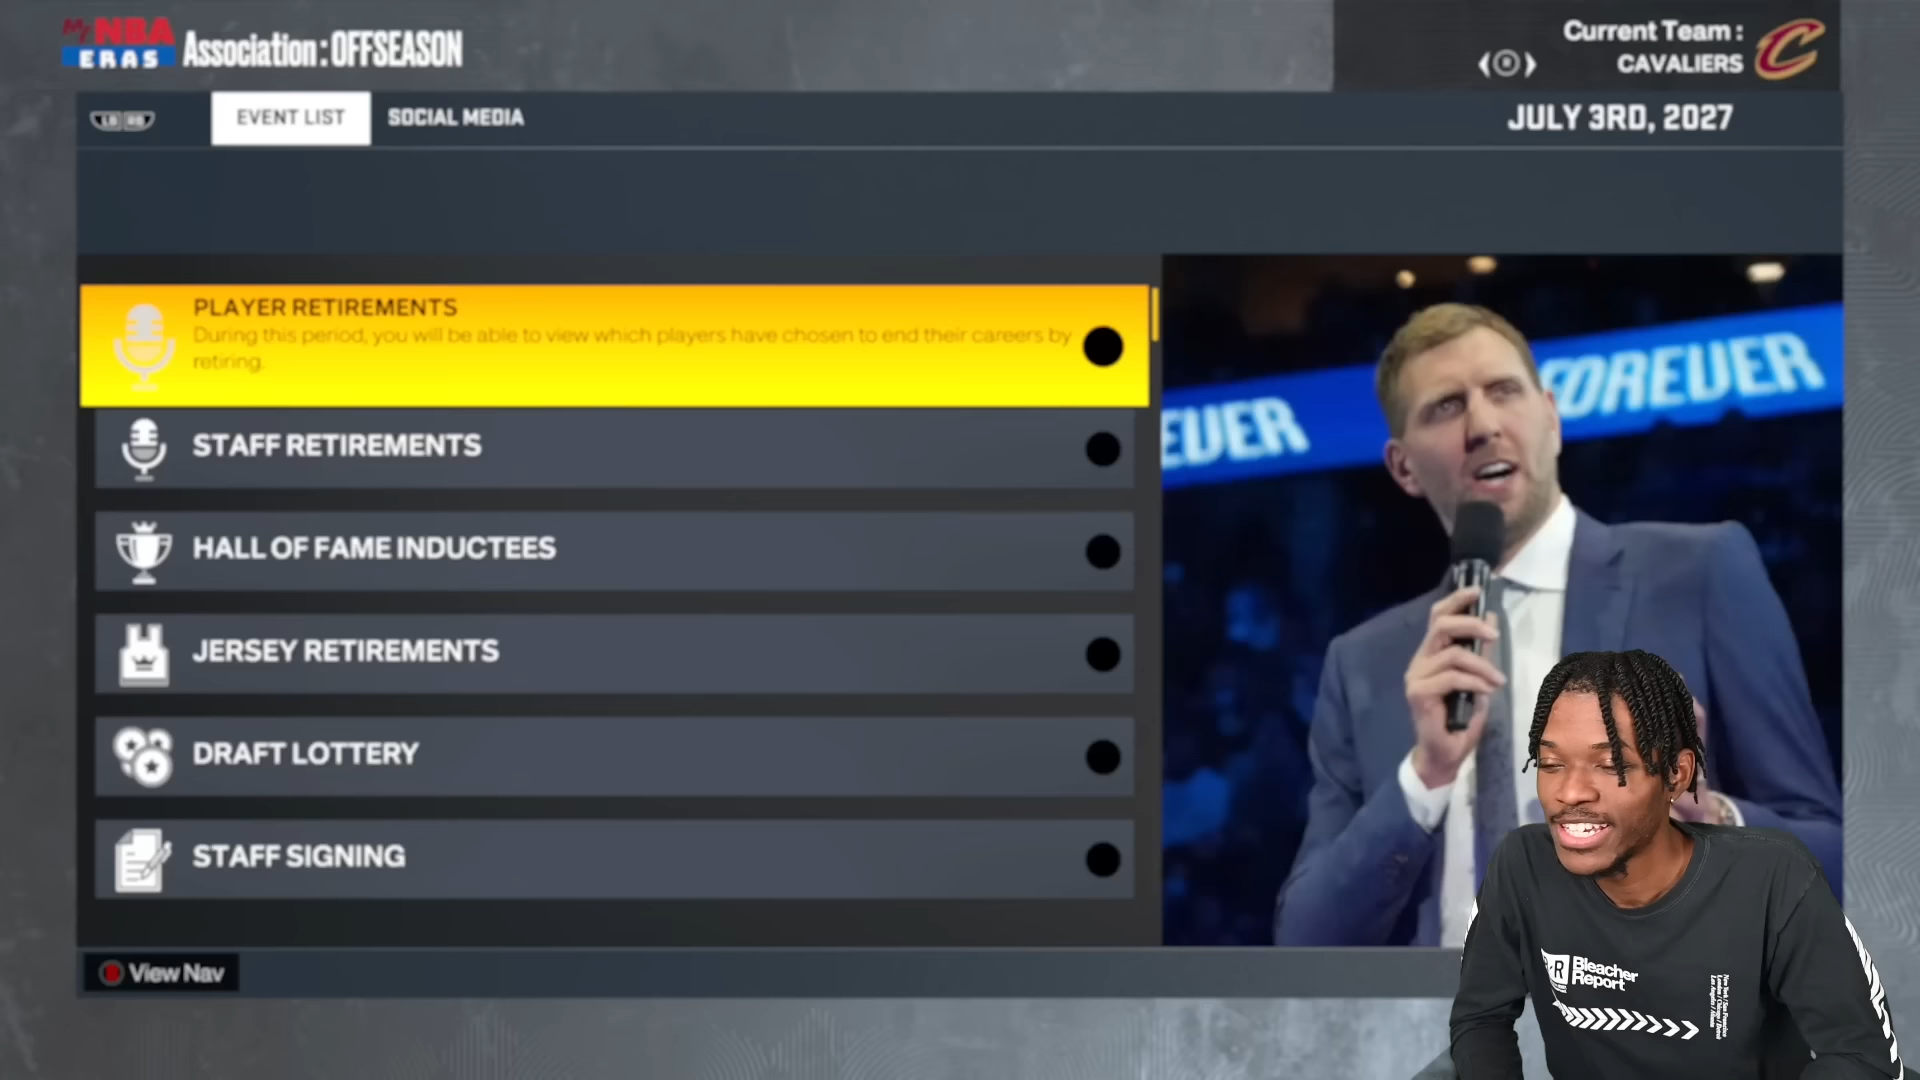 My NBA
ERAS
Association : OFFSEASON
Current Team :
CAVALIERS
C
LB RB
EVENT LIST
SOCIAL MEDIA
JULY 3RD, 2027
PLAYER RETIREMENTS
During this period, you will be able to view which players have chosen to end their careers by
retiring.
STAFF RETIREMENTS
HALL OF FAME INDUCTEES
JERSEY RETIREMENTS
DRAFT LOTTERY
STAFF SIGNING
EVER
FOREVER
View Nav
Bleacher
Report